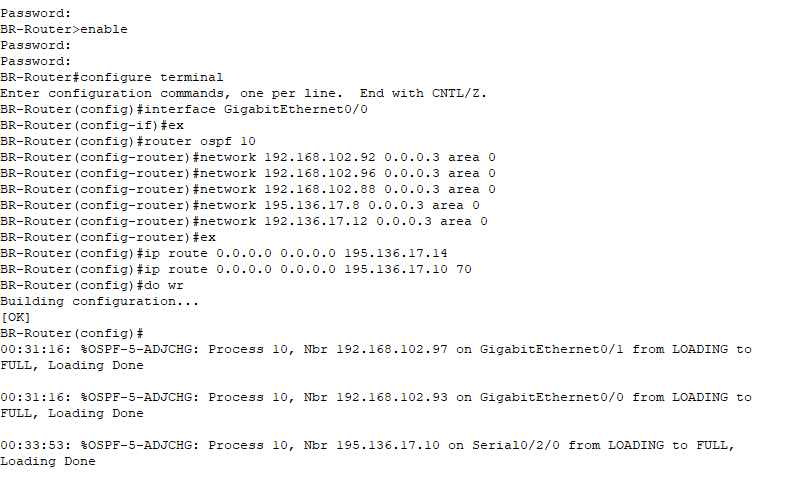 Password:
BR-Router>enable
Password:
Password:
BR-Router#configure terminal
Enter configuration commands, one per line.  End with CNTL/Z.
BR-Router(config)#interface GigabitEthernet0/0
BR-Router(config-if)#ex
BR-Router(config)#router ospf 10
BR-Router(config-router)#network 192.168.102.92 0.0.0.3 area 0
BR-Router(config-router)#network 192.168.102.96 0.0.0.3 area 0
BR-Router(config-router)#network 192.168.102.88 0.0.0.3 area 0
BR-Router(config-router)#network 195.136.17.8 0.0.0.3 area 0
BR-Router(config-router)#network 192.136.17.12 0.0.0.3 area 0
BR-Router(config-router)#ex
BR-Router(config)#ip route 0.0.0.0 0.0.0.0 195.136.17.14
BR-Router(config)#ip route 0.0.0.0 0.0.0.0 195.136.17.10 70
BR-Router(config)#do wr
Building configuration...
[OK]
BR-Router(config)#
00:31:16: %OSPF-5-ADJCHG: Process 10, Nbr 192.168.102.97 on GigabitEthernet0/1 from LOADING to
FULL, Loading Done
00:31:16: %OSPF-5-ADJCHG: Process 10, Nbr 192.168.102.93 on GigabitEthernet0/0 from LOADING to
FULL, Loading Done
00:33:53: %OSPF-5-ADJCHG: Process 10, Nbr 195.136.17.10 on Serial0/2/0 from LOADING to FULL,
Loading Done